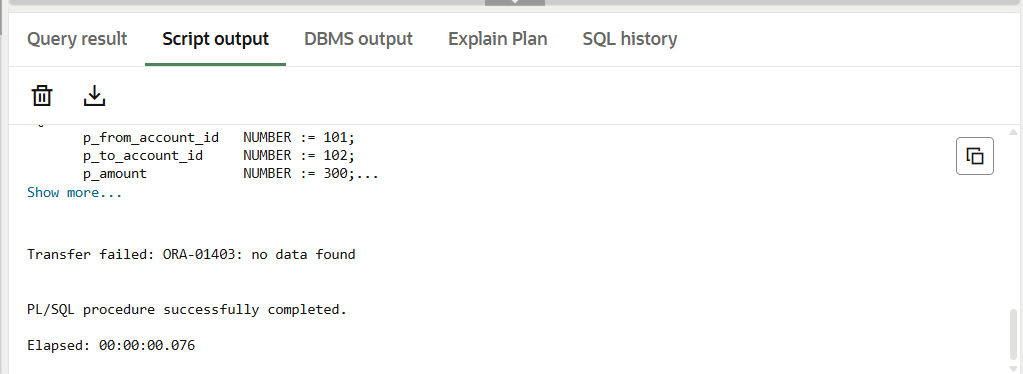 Query result Script output DBMS output Explain Plan SQL history
p_from_account_id NUMBER := 101;
p_to_account_id NUMBER := 102;
p_amount NUMBER := 300;...
Show more...
Transfer failed: ORA-01403: no data found
PL/SQL procedure successfully completed.
Elapsed: 00:00:00.076